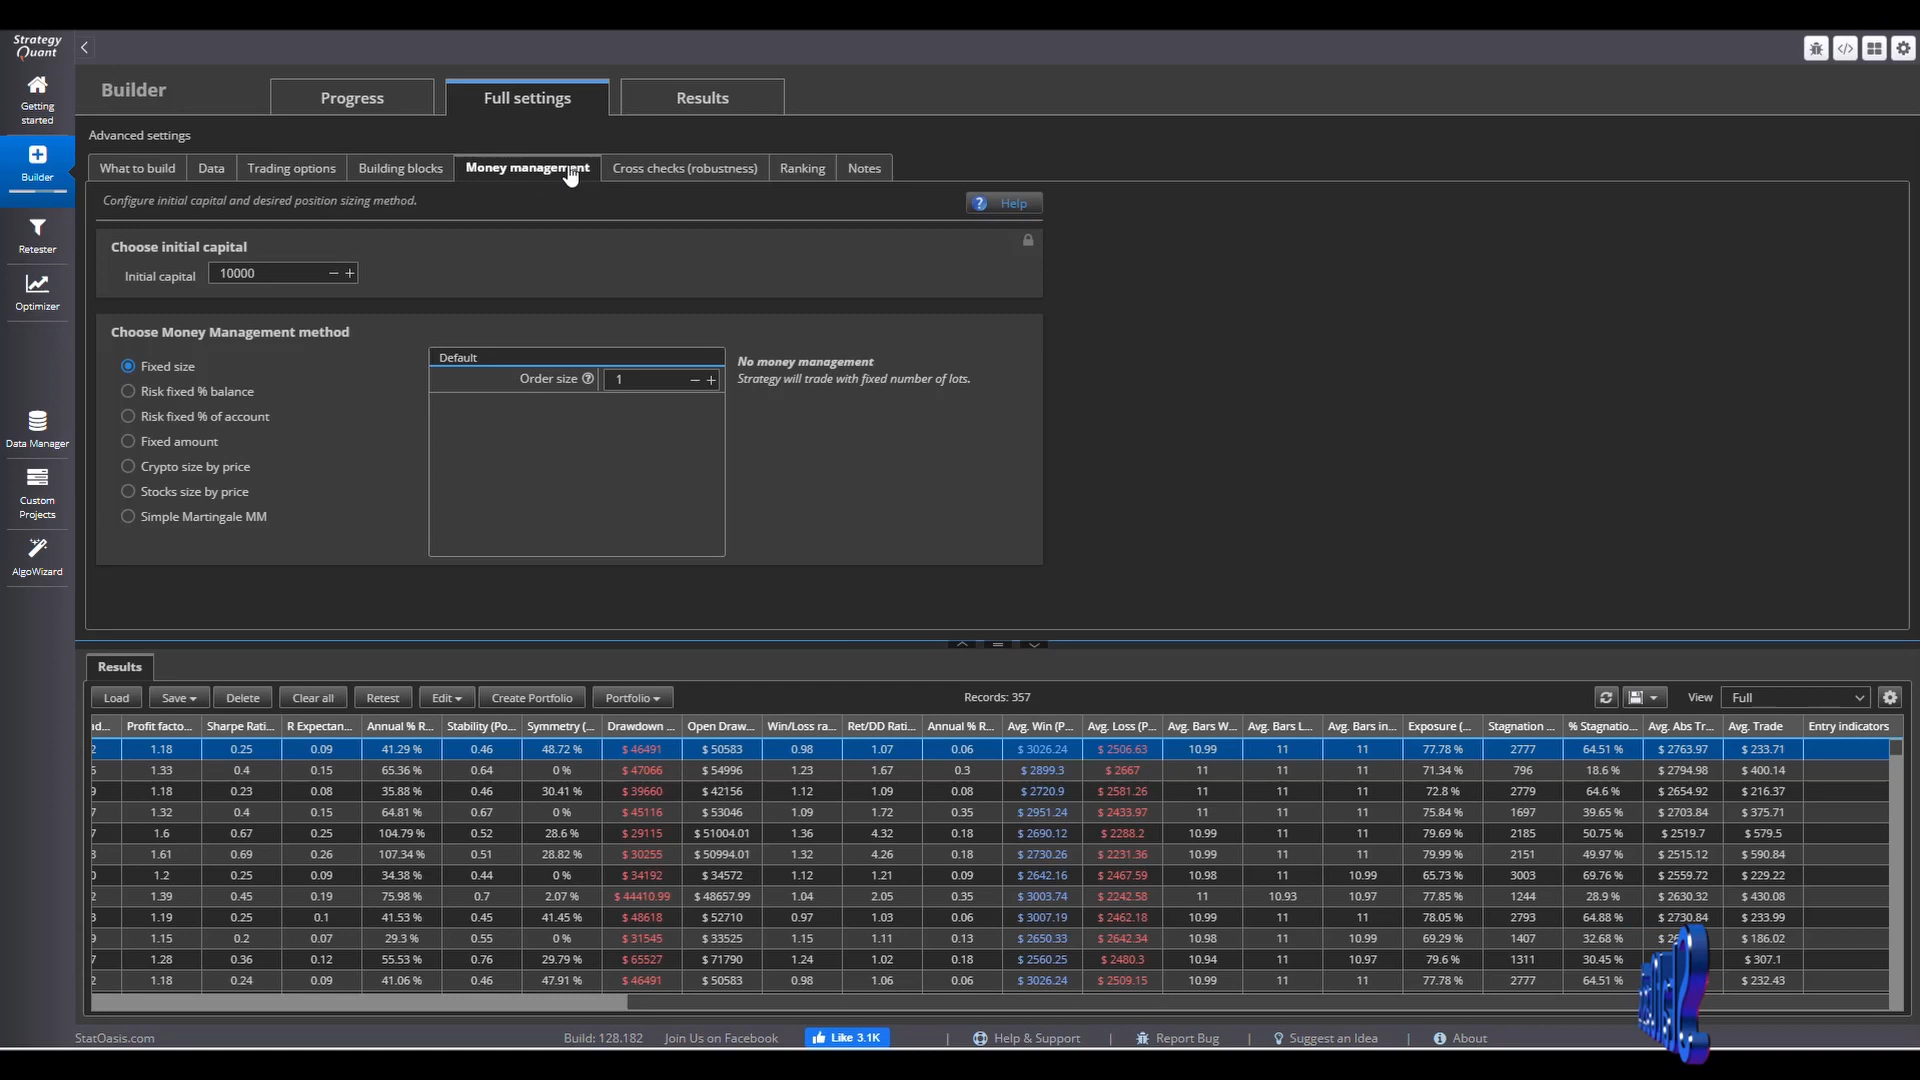 Strategy
Quant
Getting
started
Builder
Retester
Optimizer
Data Manager
Custom
Projects
AlgoWizard
Builder
Progress
Full settings
Results
Advanced settings
What to build
Data
Trading options
Building blocks
Money management
Cross checks (robustness)
Ranking
Notes
Configure initial capital and desired position sizing method.
Help
Choose initial capital
Initial capital 10000
Choose Money Management method
Fixed size
Risk fixed % balance
Risk fixed % of account
Fixed amount
Crypto size by price
Stocks size by price
Simple Martingale MM
Default
Order size 1
No money management
Strategy will trade with fixed number of lots.
Results
Load Save Delete Clear all Retest Edit Create Portfolio Portfolio Records: 357 View Full
d... Profit facto... Sharpe Rati... R Expectan... Annual % R... Stability (Po... Symmetry (... Drawdown ... Open Draw... Win/Loss ra... Ret/DD Rati... Annual % R... Avg. Win (P... Avg. Loss (P... Avg. Bars W... Avg. Bars L... Avg. Bars in... Exposure (... Stagnation ... % Stagnatio... Avg. Abs Tr... Avg. Trade Entry indicators
2 1.18 0.25 0.09 41.29 % 0.46 48.72 % $ 46491 $ 50583 0.98 1.07 0.06 $ 3026.24 $ 2506.63 10.99 11 11 77.78 % 2777 64.51 % $ 2763.97 $ 233.71
1.33 0.4 0.15 65.36 % 0.64 0 % $ 47066 $ 54996 1.23 1.67 0.3 $ 2899.3 $ 2667 11 11 11 71.34 % 796 18.6 % $ 2794.98 $ 400.14
9 1.18 0.23 0.08 35.88 % 0.46 30.41 % $ 39660 $ 42156 1.12 1.09 0.08 $ 2720.9 $ 2581.26 11 11 11 72.8 % 2779 64.6 % $ 2654.92 $ 216.37
7 1.32 0.4 0.15 64.81 % 0.67 0 % $ 45116 $ 53046 1.09 1.72 0.35 $ 2951.24 $ 2433.97 11 11 11 75.84 % 1697 39.65 % $ 2703.84 $ 375.71
7 1.6 0.67 0.25 104.79 % 0.52 28.6 % $ 29115 $ 51004.01 1.36 4.32 0.18 $ 2690.12 $ 2288.2 10.99 11 11 79.69 % 2185 50.75 % $ 2519.7 $ 579.5
1.61 0.69 0.26 107.34 % 0.51 28.82 % $ 30255 $ 50994.01 1.32 4.26 0.18 $ 2730.26 $ 2231.36 10.99 11 11 79.99 % 2151 49.97 % $ 2515.12 $ 590.84
1.2 0.25 0.09 34.38 % 0.44 0 % $ 34192 $ 34572 1.12 1.21 0.09 $ 2642.16 $ 2467.59 10.98 11 10.99 65.73 % 3003 69.76 % $ 2559.72 $ 229.22
2 1.39 0.45 0.19 75.98 % 0.7 2.07 % $ 44410.99 $ 48657.99 1.04 2.05 0.35 $ 3003.74 $ 2242.58 11 10.93 10.97 77.85 % 1244 28.9 % $ 2630.32 $ 430.08
1.19 0.25 0.1 41.53 % 0.45 41.45 % $ 48618 $ 52710 0.97 1.03 0.06 $ 3007.19 $ 2462.18 10.99 11 11 78.05 % 2793 64.88 % $ 2730.84 $ 233.99
9 1.15 0.2 0.07 29.3 % 0.55 0 % $ 31545 $ 33525 1.15 1.11 0.13 $ 2650.33 $ 2642.34 10.98 11 10.99 69.29 % 1407 32.68 % $ 186.02
7 1.28 0.36 0.12 55.53 % 0.76 29.79 % $ 65527 $ 71790 1.24 1.02 0.18 $ 2560.25 $ 2480.3 10.94 11 10.97 79.6 % 1311 30.45 % $ 307.1
2 1.18 0.24 0.09 41.06 % 0.46 47.91 % $ 46491 $ 50583 0.98 1.06 0.06 $ 3026.24 $ 2509.15 10.99 11 11 77.78 % 2777 64.51 % $ 232.43
StatOasis.com Build: 128.182 Join Us on Facebook Like 3.1K | Help & Support | Report Bug | Suggest an Idea | About